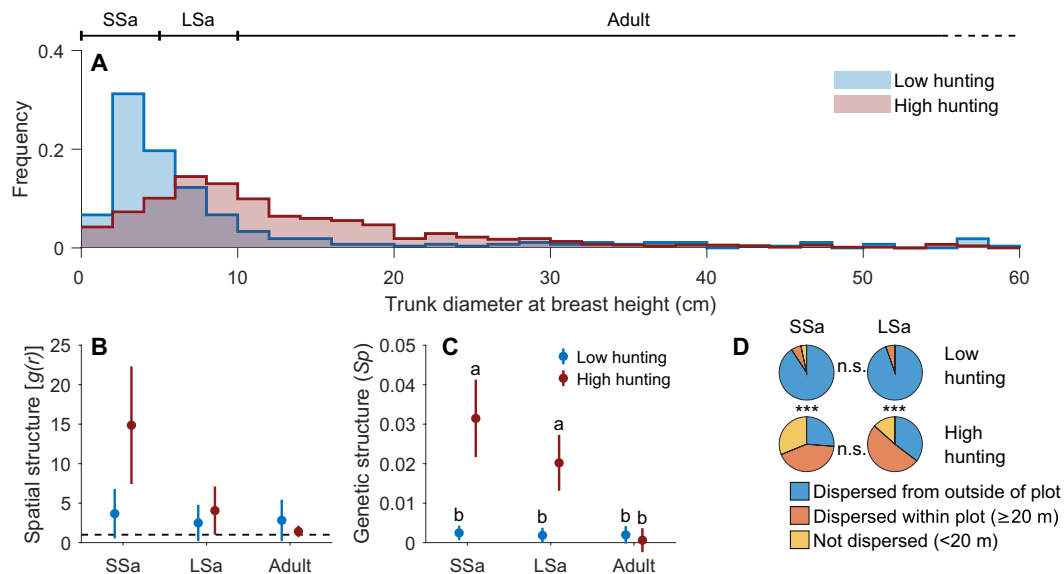 SSa LSa Adult
A
0.4
0.2
0
Frequency
Low hunting
High hunting
0 10 20 30 40 50 60
Trunk diameter at breast height (cm)
B
25
20
15
10
5
0
Spatial structure [g(r)]
SSa LSa Adult
C
0.05
0.04
0.03
0.02
0.01
0
Genetic structure (Sp)
Low hunting
High hunting
a
a
b b b b
SSa LSa Adult
D
SSa LSa
n.s.
Low
hunting
*** ***
n.s.
High
hunting
Dispersed from outside of plot
Dispersed within plot (≥20 m)
Not dispersed (<20 m)